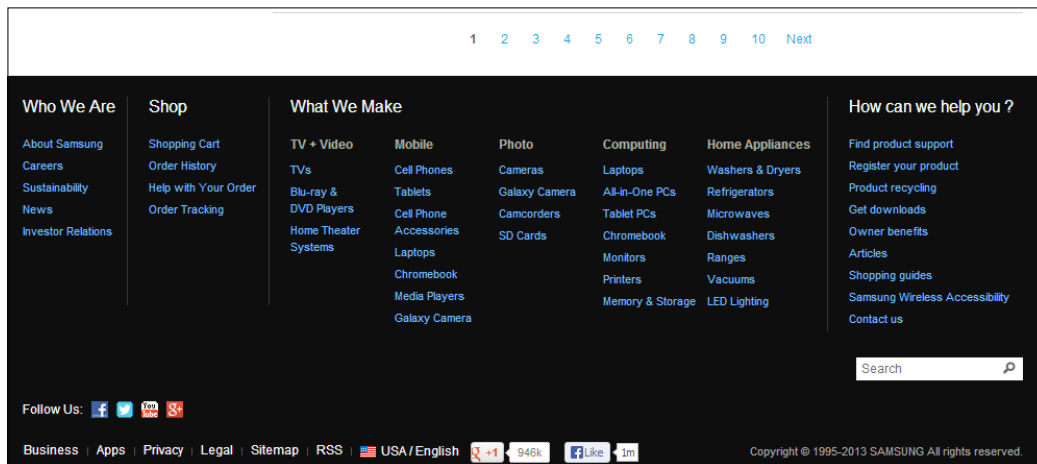 1 2 3 4 5 6 7 8 9 10 Next
Who We Are
About Samsung
Careers
Sustainability
News
Investor Relations
Shop
Shopping Cart
Order History
Help with Your Order
Order Tracking
What We Make
TV + Video
TVs
Blu-ray &
DVD Players
Home Theater
Systems
Mobile
Cell Phones
Tablets
Cell Phone
Accessories
Laptops
Chromebook
Media Players
Galaxy Camera
Photo
Cameras
Galaxy Camera
Camcorders
SD Cards
Computing
Laptops
All-in-One PCs
Tablet PCs
Chromebook
Monitors
Printers
Memory & Storage
Home Appliances
Washers & Dryers
Refrigerators
Microwaves
Dishwashers
Ranges
Vacuums
LED Lighting
How can we help you ?
Find product support
Register your product
Product recycling
Get downloads
Owner benefits
Articles
Shopping guides
Samsung Wireless Accessibility
Contact us
Search
Follow Us: f You Tube g+
Business | Apps | Privacy | Legal | Sitemap | RSS | USA / English g +1 946k f Like 1m
Copyright © 1995-2013 SAMSUNG All rights reserved.